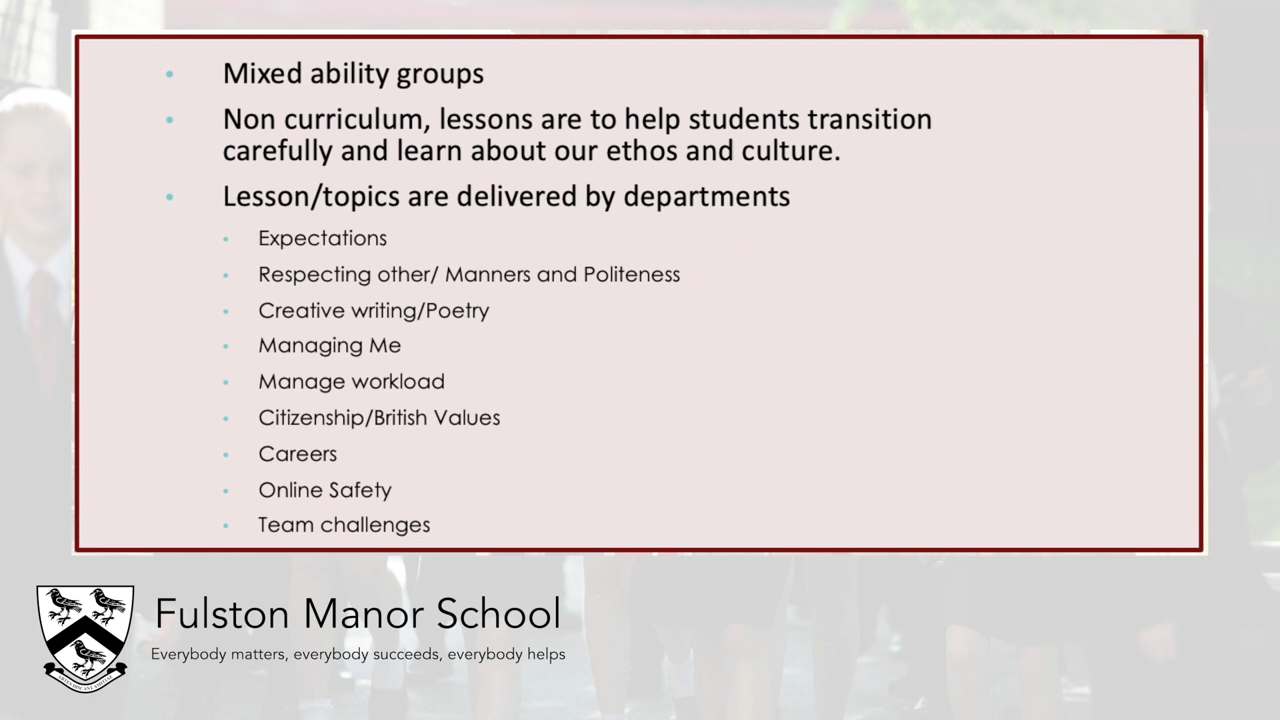 Mixed ability groups
Non curriculum, lessons are to help students transition
carefully and learn about our ethos and culture.
Lesson/topics are delivered by departments
Expectations
Respecting other/ Manners and Politeness
Creative writing/Poetry
Managing Me
Manage workload
Citizenship/British Values
Careers
Online Safety
Team challenges
Fulston Manor School
Everybody matters, everybody succeeds, everybody helps